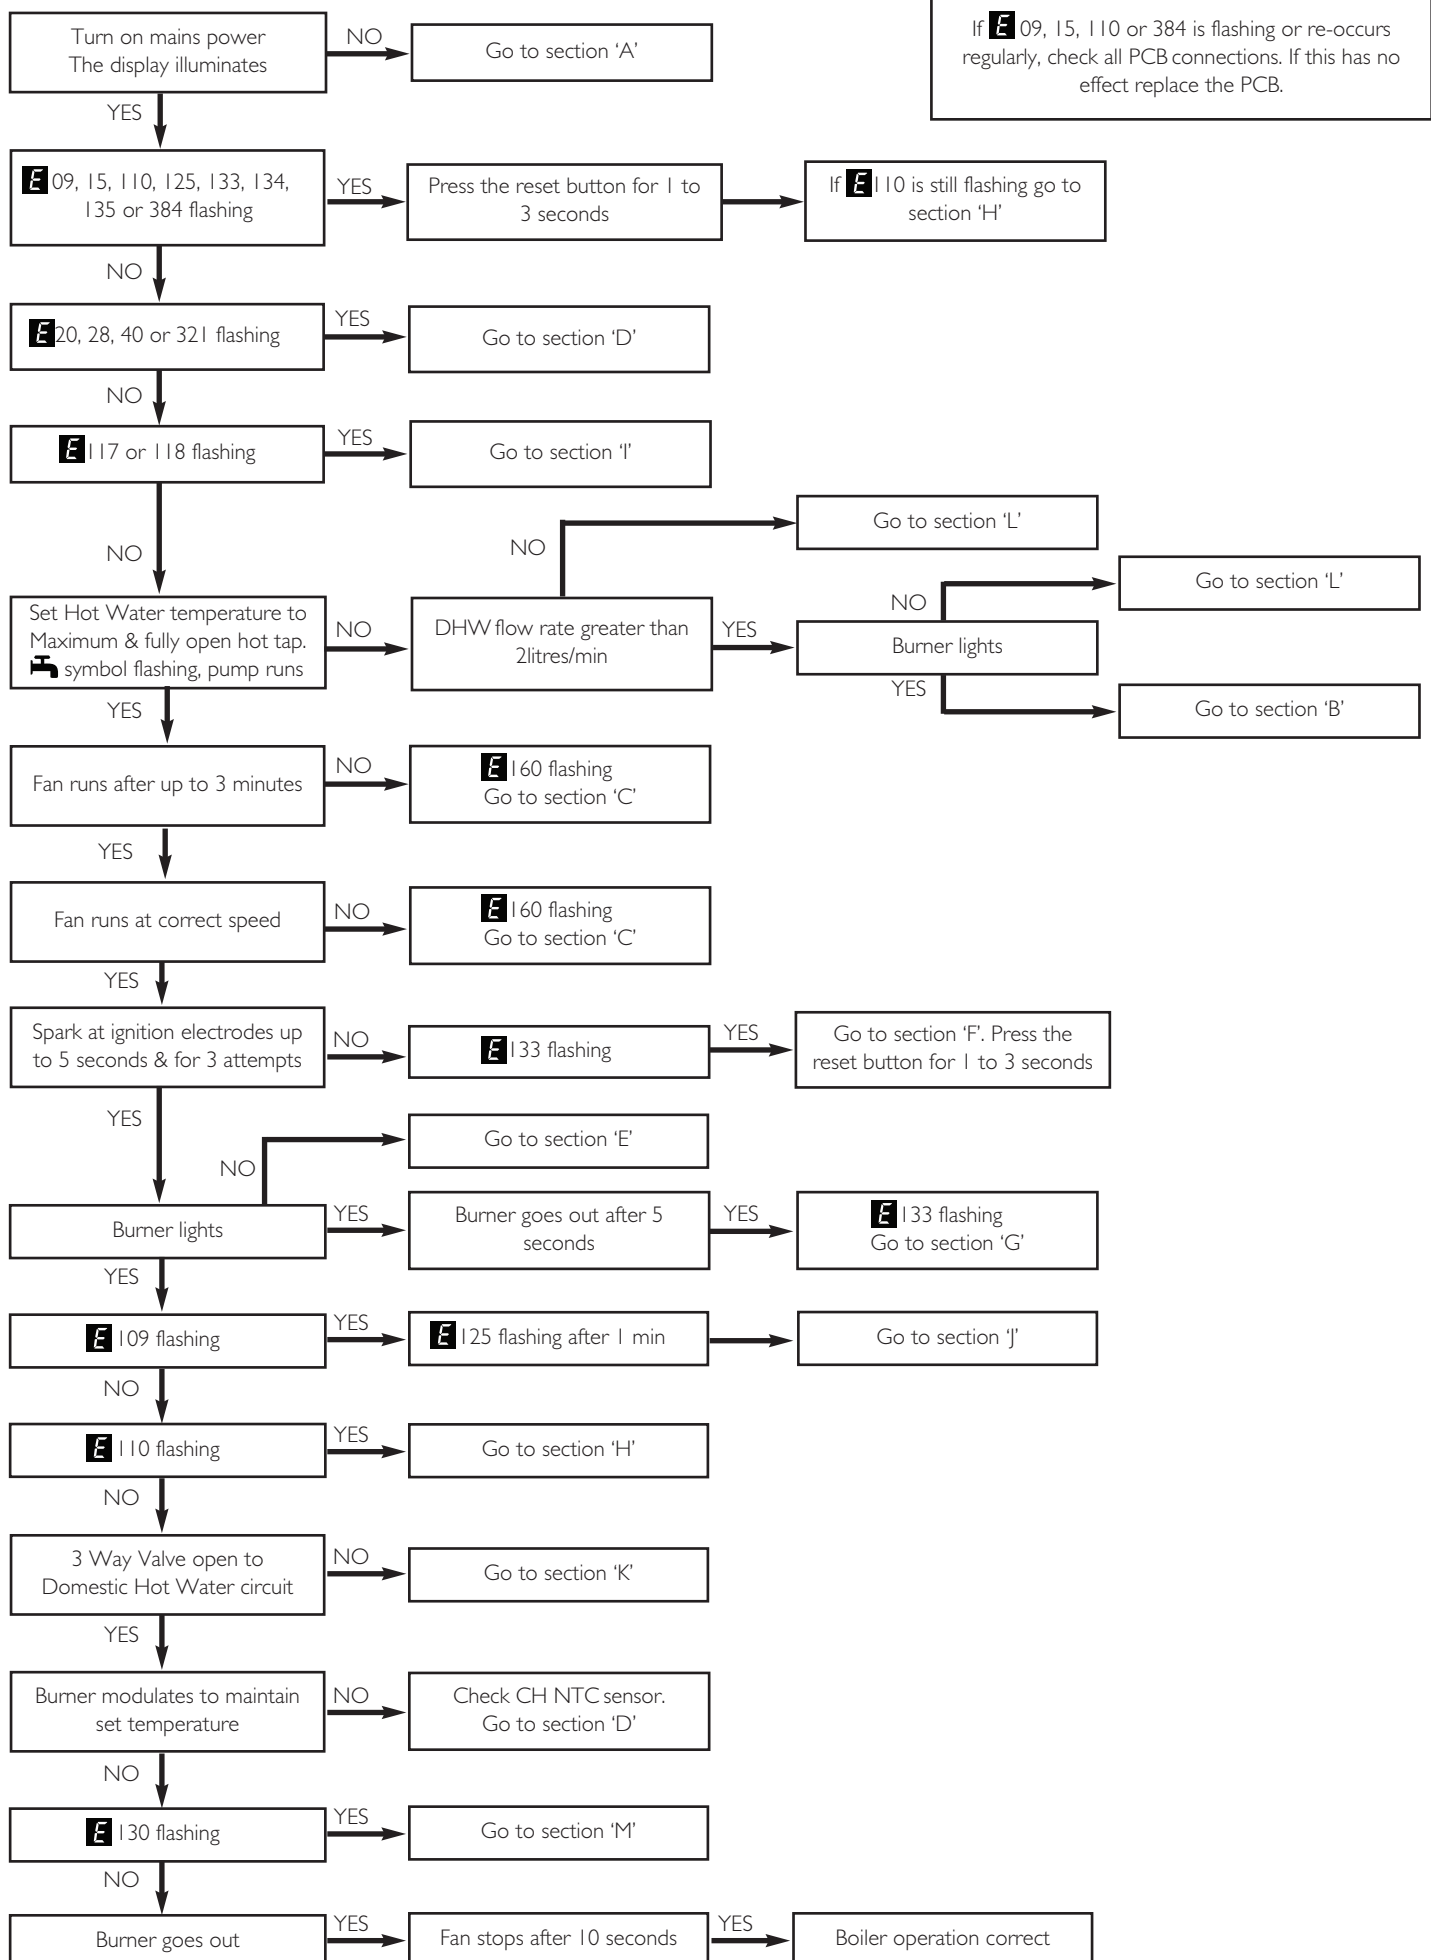 If E 09, 15, 110 or 384 is flashing or re-occurs
regularly, check all PCB connections. If this has no
effect replace the PCB.
Turn on mains power
The display illuminates
NO
Go to section ‘A’
YES
E 09, 15, 110, 125, 133, 134,
135 or 384 flashing
YES
Press the reset button for 1 to
3 seconds
If E 110 is still flashing go to
section ‘H’
NO
E 20, 28, 40 or 321 flashing
YES
Go to section ‘D’
NO
E 117 or 118 flashing
YES
Go to section ‘I’
NO
Set Hot Water temperature to
Maximum & fully open hot tap.
symbol flashing, pump runs
NO
DHW flow rate greater than
2litres/min
NO
Go to section ‘L’
YES
Burner lights
NO
Go to section ‘L’
YES
Go to section ‘B’
YES
Fan runs after up to 3 minutes
NO
E 160 flashing
Go to section ‘C’
YES
Fan runs at correct speed
NO
E 160 flashing
Go to section ‘C’
YES
Spark at ignition electrodes up
to 5 seconds & for 3 attempts
NO
E 133 flashing
YES
Go to section ‘F’. Press the
reset button for 1 to 3 seconds
YES
NO
Go to section ‘E’
Burner lights
YES
Burner goes out after 5
seconds
YES
E 133 flashing
Go to section ‘G’
YES
E 109 flashing
YES
E 125 flashing after 1 min
Go to section ‘J’
NO
E 110 flashing
YES
Go to section ‘H’
NO
3 Way Valve open to
Domestic Hot Water circuit
NO
Go to section ‘K’
YES
Burner modulates to maintain
set temperature
NO
Check CH NTC sensor.
Go to section ‘D’
NO
E 130 flashing
YES
Go to section ‘M’
NO
Burner goes out
YES
Fan stops after 10 seconds
YES
Boiler operation correct